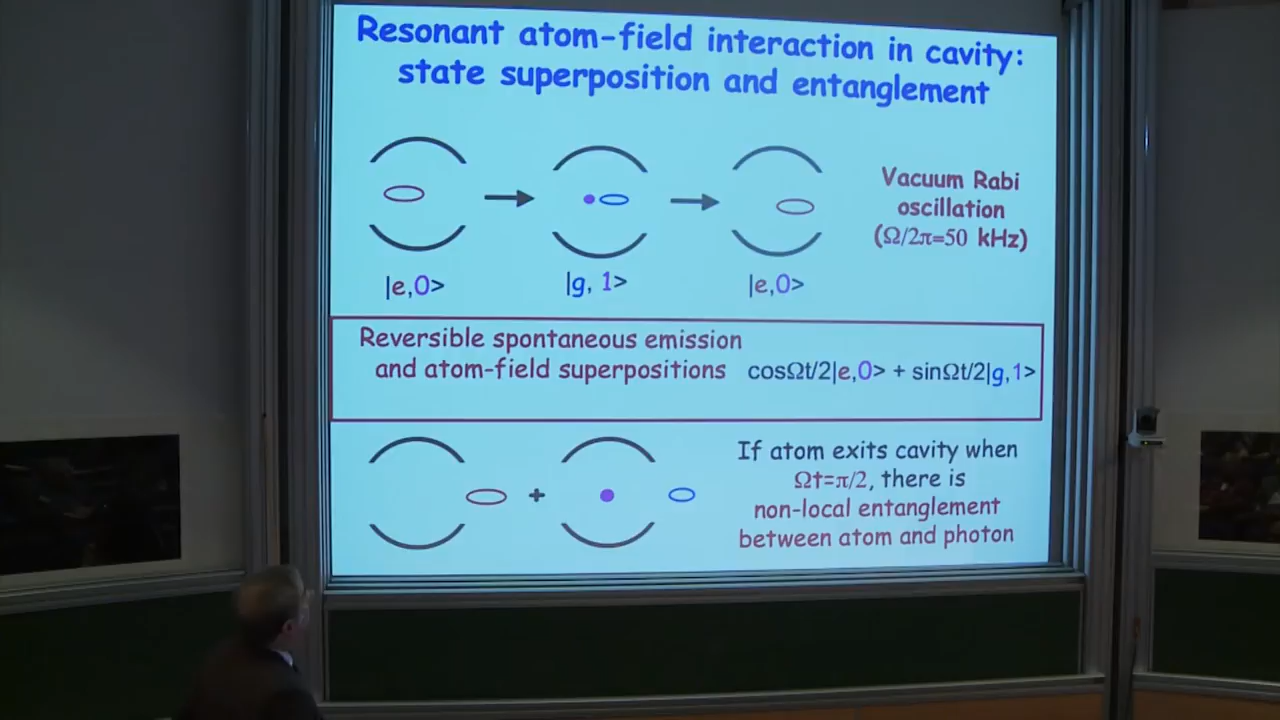 Resonant atom-field interaction in cavity:
state superposition and entanglement
Vacuum Rabi
oscillation
(Ω/2π=50 kHz)
|e,0>
|g, 1>
|e,0>
Reversible spontaneous emission
and atom-field superpositions cosΩt/2|e,0> + sinΩt/2|g,1>
+
If atom exits cavity when
Ωt=π/2, there is
non-local entanglement
between atom and photon